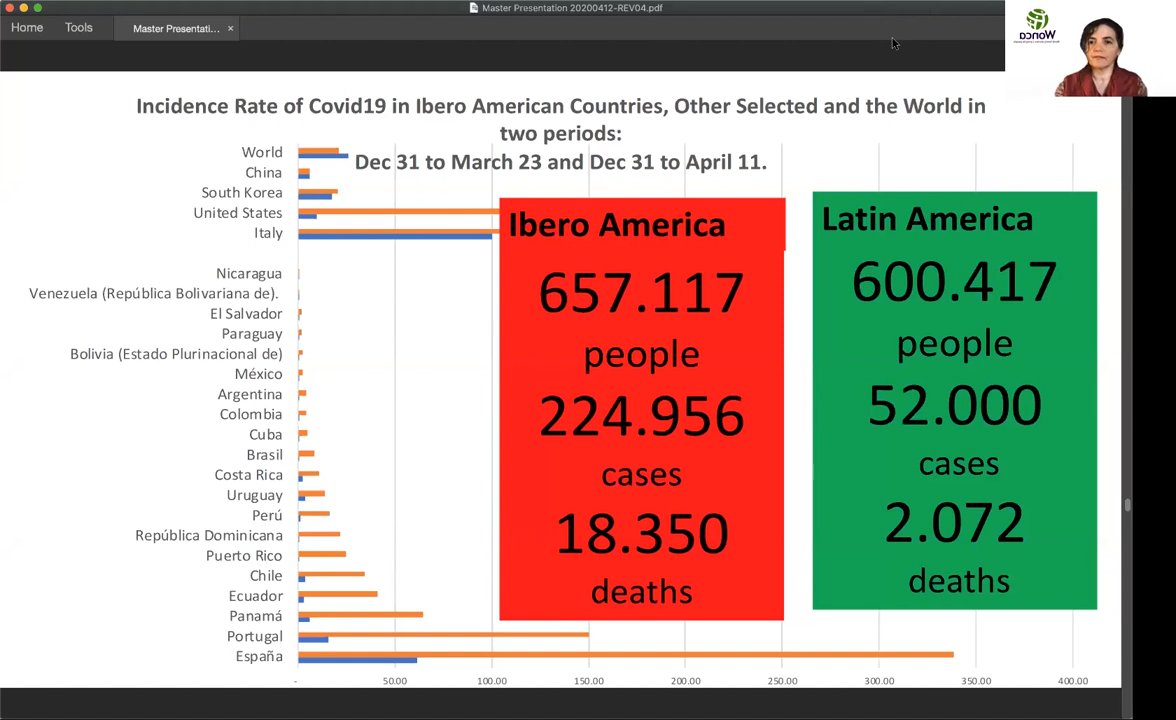 Master Presentation 20200412-REV04.pdf
Home
Tools
Master Presentati... ×
Wonca
Incidence Rate of Covid19 in Ibero American Countries, Other Selected and the World in
two periods:
Dec 31 to March 23 and Dec 31 to April 11.
World
China
South Korea
United States
Italy
Nicaragua
Venezuela (República Bolivariana de).
El Salvador
Paraguay
Bolivia (Estado Plurinacional de)
México
Argentina
Colombia
Cuba
Brasil
Costa Rica
Uruguay
Perú
República Dominicana
Puerto Rico
Chile
Ecuador
Panamá
Portugal
España
Ibero America
657.117
people
224.956
cases
18.350
deaths
Latin America
600.417
people
52.000
cases
2.072
deaths
- 50.00 100.00 150.00 200.00 250.00 300.00 350.00 400.00